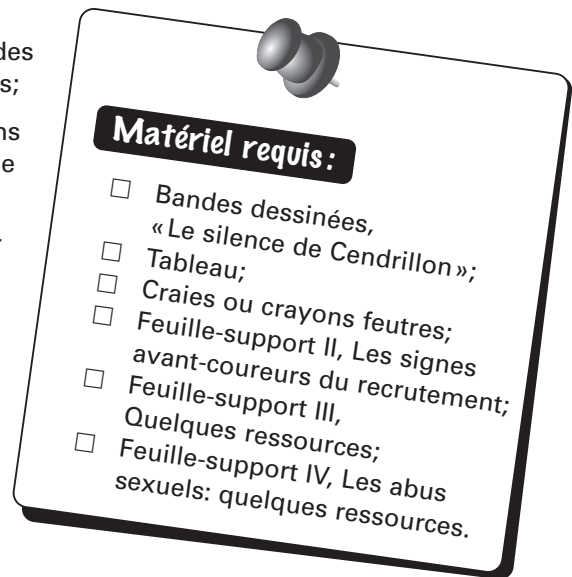 des
s;
ns
e
.
Matériel requis :
□ Bandes dessinées,
« Le silence de Cendrillon » ;
□ Tableau;
□ Craies ou crayons feutres;
□ Feuille-support II, Les signes
avant-coureurs du recrutement;
□ Feuille-support III,
Quelques ressources;
□ Feuille-support IV, Les abus
sexuels: quelques ressources.